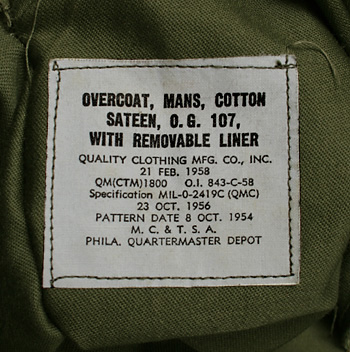 OVERCOAT, MANS, COTTON
SATEEN, O.G. 107,
WITH REMOVABLE LINER
QUALITY CLOTHING MFG. CO., INC.
21 FEB. 1958
QM(CTM)1800 O.I. 843-C-58
Specification MIL-O-2419C (QMC)
23 OCT. 1956
PATTERN DATE 8 OCT. 1954
M. C. & T. S. A.
PHILA. QUARTERMASTER DEPOT